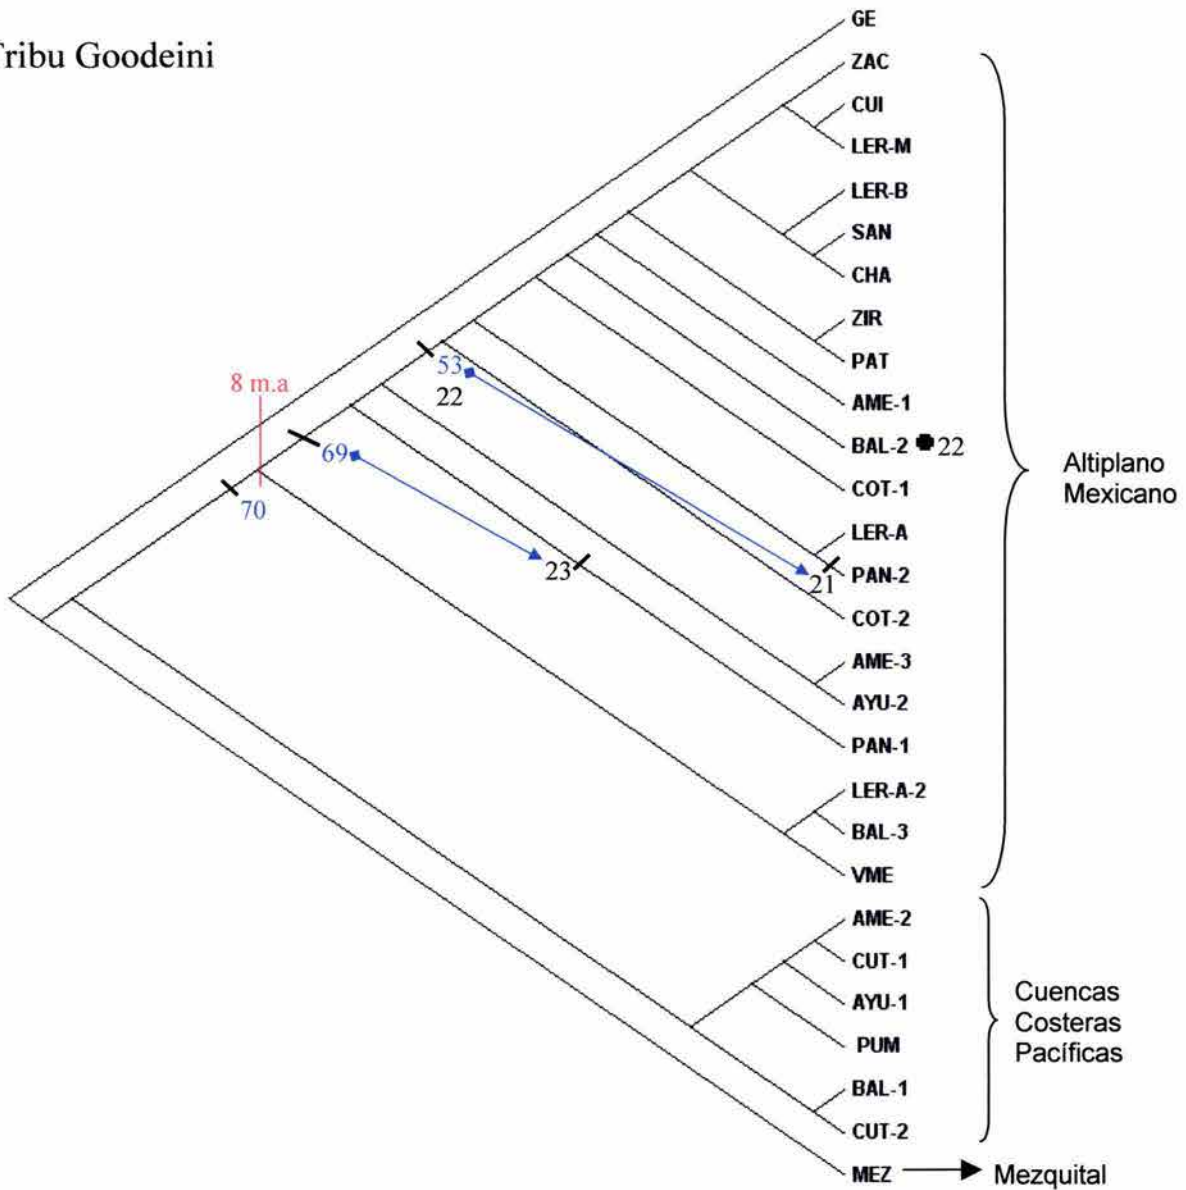 Tribu Goodeini
GE
ZAC
CUI
LER-M
LER-B
SAN
CHA
ZIR
PAT
AME-1
BAL-2 22
COT-1
LER-A
PAN-2
COT-2
AME-3
AYU-2
PAN-1
LER-A-2
BAL-3
VME
AME-2
CUT-1
AYU-1
PUM
BAL-1
CUT-2
MEZ
8 m.a
53
22
69
70
23
21
Altiplano
Mexicano
Cuencas
Costeras
Pacíficas
Mezquital